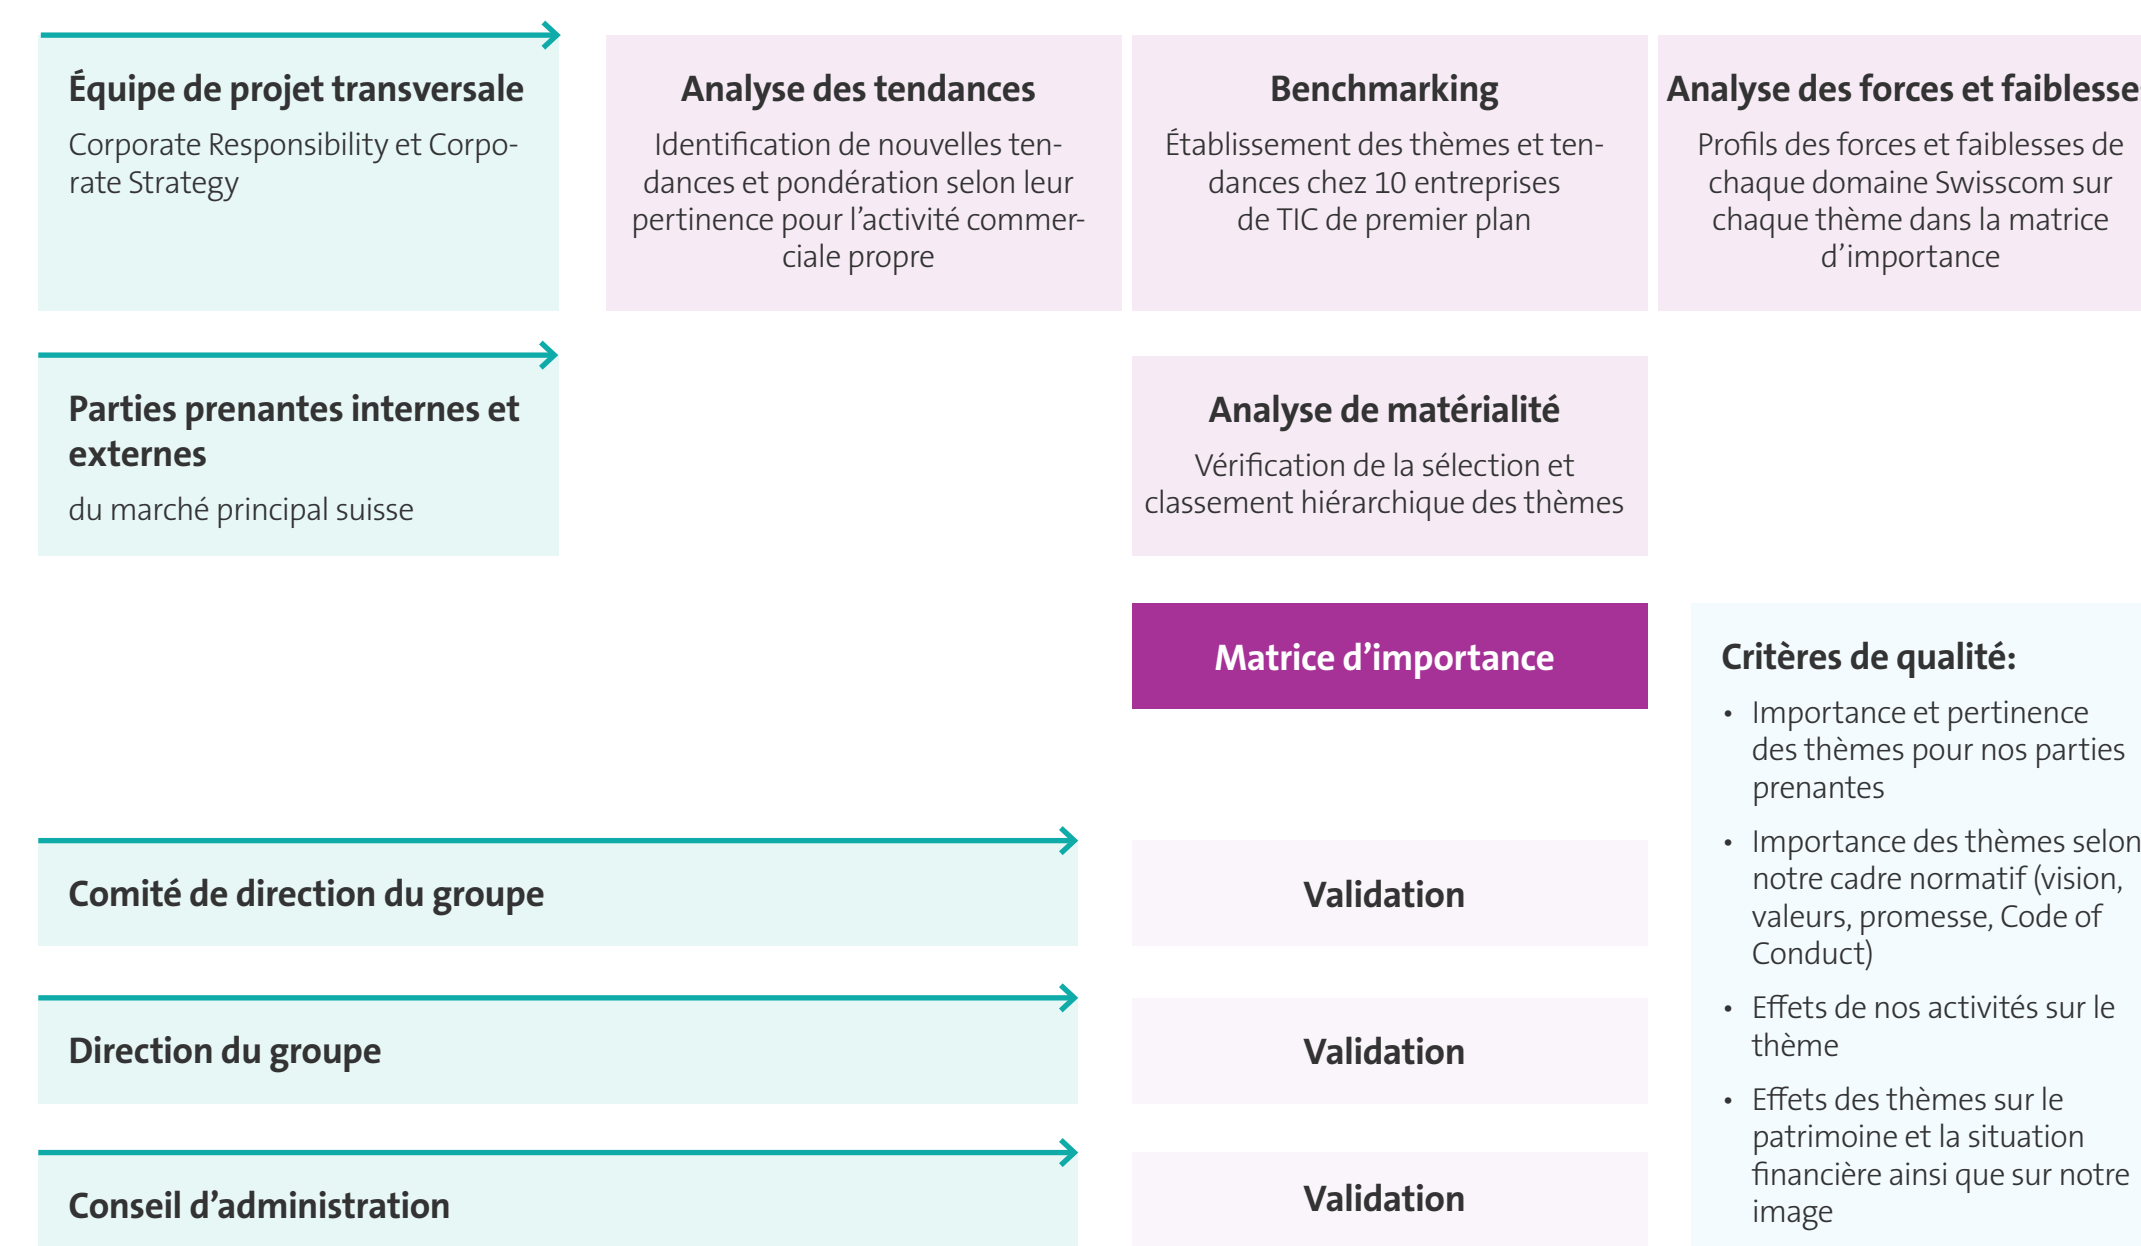 Équipe de projet transversale
Corporate Responsibility et Corpo-
rate Strategy
Analyse des tendances
Identification de nouvelles ten-
dances et pondération selon leur
pertinence pour l’activité commer-
ciale propre
Benchmarking
Établissement des thèmes et ten-
dances chez 10 entreprises
de TIC de premier plan
Analyse des forces et faiblesse
Profils des forces et faiblesses de
chaque domaine Swisscom sur
chaque thème dans la matrice
d’importance
Parties prenantes internes et
externes
du marché principal suisse
Analyse de matérialité
Vérification de la sélection et
classement hiérarchique des thèmes
Matrice d’importance
Critères de qualité:
• Importance et pertinence
des thèmes pour nos parties
prenantes
• Importance des thèmes selon
notre cadre normatif (vision,
valeurs, promesse, Code of
Conduct)
• Effets de nos activités sur le
thème
• Effets des thèmes sur le
patrimoine et la situation
financière ainsi que sur notre
image
Comité de direction du groupe
Validation
Direction du groupe
Validation
Conseil d’administration
Validation